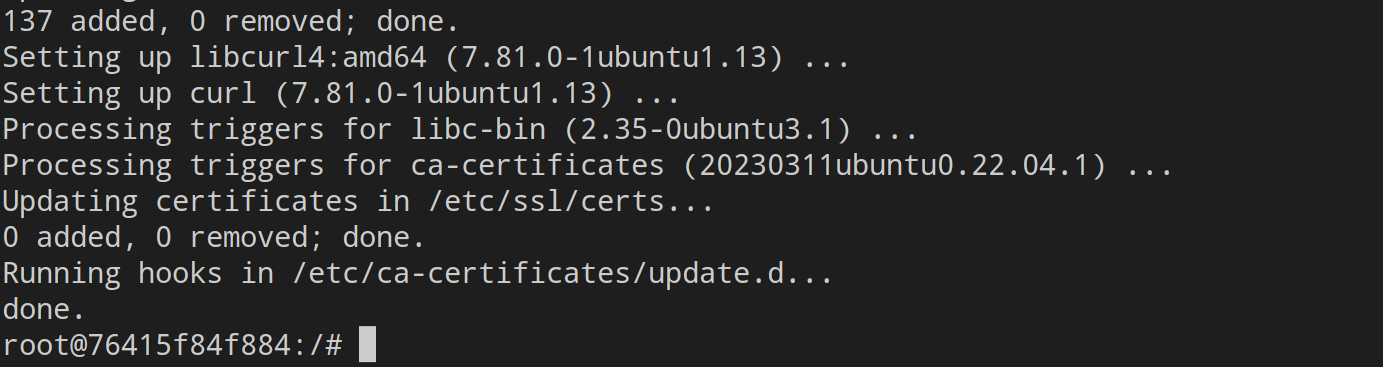 137 added, 0 removed; done.
Setting up libcurl4:amd64 (7.81.0-1ubuntu1.13) ...
Setting up curl (7.81.0-1ubuntu1.13) ...
Processing triggers for libc-bin (2.35-0ubuntu3.1) ...
Processing triggers for ca-certificates (20230311ubuntu0.22.04.1) ...
Updating certificates in /etc/ssl/certs...
0 added, 0 removed; done.
Running hooks in /etc/ca-certificates/update.d...
done.
root@76415f84f884:/#